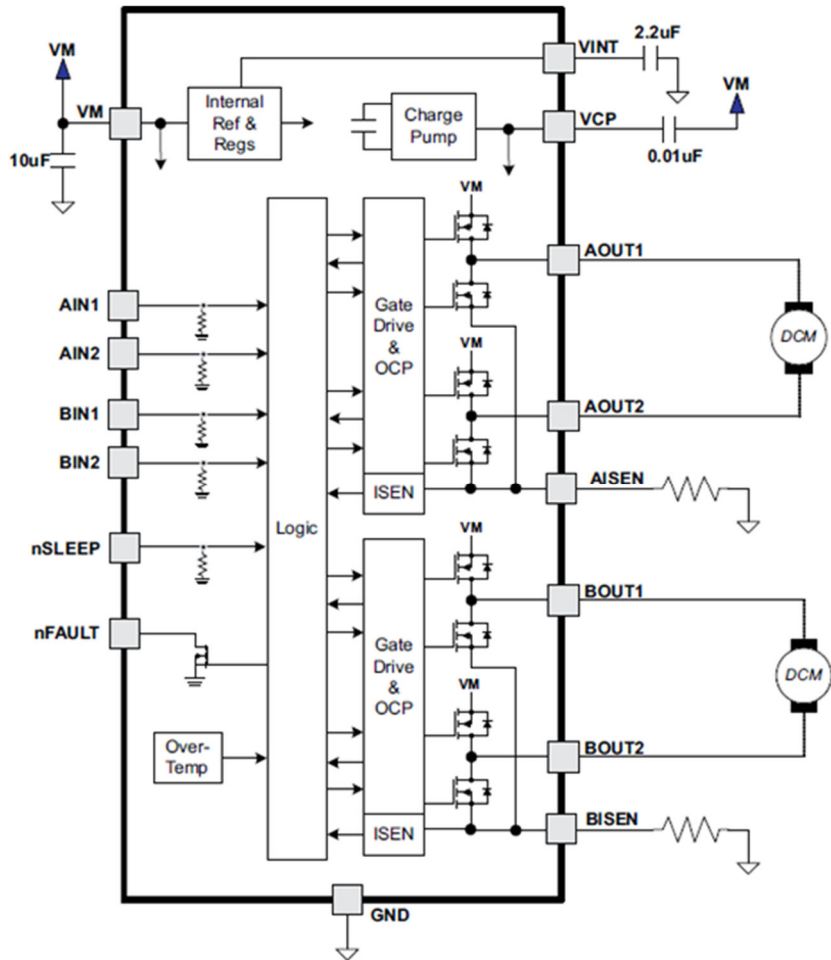 VINT
2.2uF
VM
VM
VM
Internal
Ref &
Regs
Charge
Pump
VCP
10uF
0.01uF
VM
AOUT1
AIN1
Gate
Drive
&
OCP
DCM
AIN2
VM
BIN1
AOUT2
BIN2
AISEN
ISEN
Logic
VM
nSLEEP
BOUT1
nFAULT
Gate
Drive
&
OCP
DCM
VM
Over-
Temp
BOUT2
ISEN
BISEN
GND